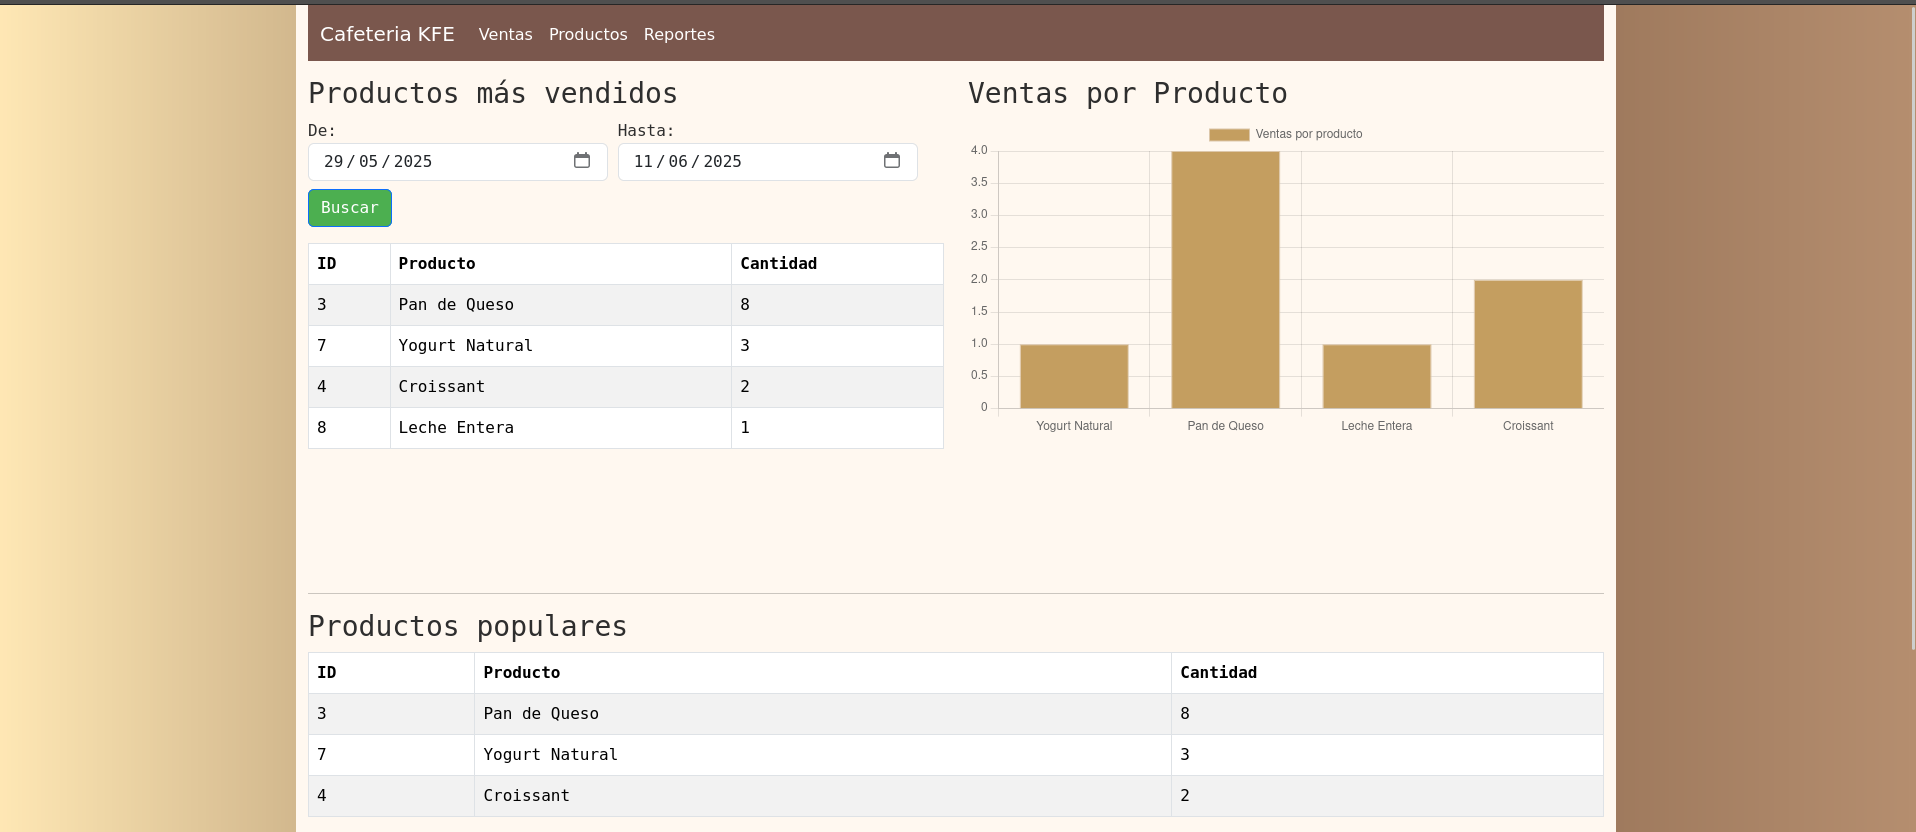 Cafeteria KFE Ventas Productos Reportes
Productos más vendidos
De: Hasta:
29/05/2025 11/06/2025
Buscar
ID Producto Cantidad
3 Pan de Queso 8
7 Yogurt Natural 3
4 Croissant 2
8 Leche Entera 1
Ventas por Producto
Ventas por producto
4.0
3.5
3.0
2.5
2.0
1.5
1.0
0.5
0
Yogurt Natural Pan de Queso Leche Entera Croissant
Productos populares
ID Producto Cantidad
3 Pan de Queso 8
7 Yogurt Natural 3
4 Croissant 2